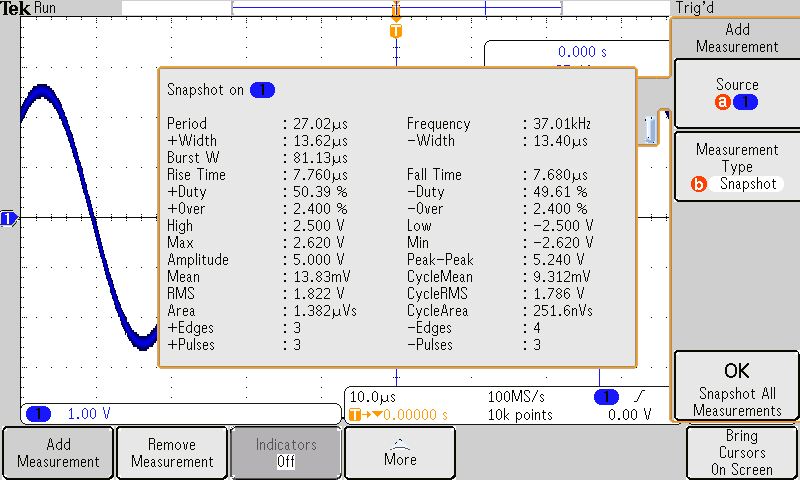 Tek Run Trig'd
T
0.000 s
Add
Measurement
Source
a 1
Measurement
Type
b Snapshot
OK
Snapshot All
Measurements
Snapshot on 1
Period : 27.02µs Frequency : 37.01kHz
+Width : 13.62µs -Width : 13.40µs
Burst W : 81.13µs
Rise Time : 7.760µs Fall Time : 7.680µs
+Duty : 50.39 % -Duty : 49.61 %
+Over : 2.400 % -Over : 2.400 %
High : 2.500 V Low : -2.500 V
Max : 2.620 V Min : -2.620 V
Amplitude : 5.000 V Peak-Peak : 5.240 V
Mean : 13.83mV CycleMean : 9.312mV
RMS : 1.822 V CycleRMS : 1.786 V
Area : 1.382µVs CycleArea : 251.6nVs
+Edges : 3 -Edges : 4
+Pulses : 3 -Pulses : 3
1
1 1.00 V
10.0µs 100MS/s 1
T→▼0.00000 s 10k points 0.00 V
Add
Measurement
Remove
Measurement
Indicators
Off
More
Bring
Cursors
On Screen